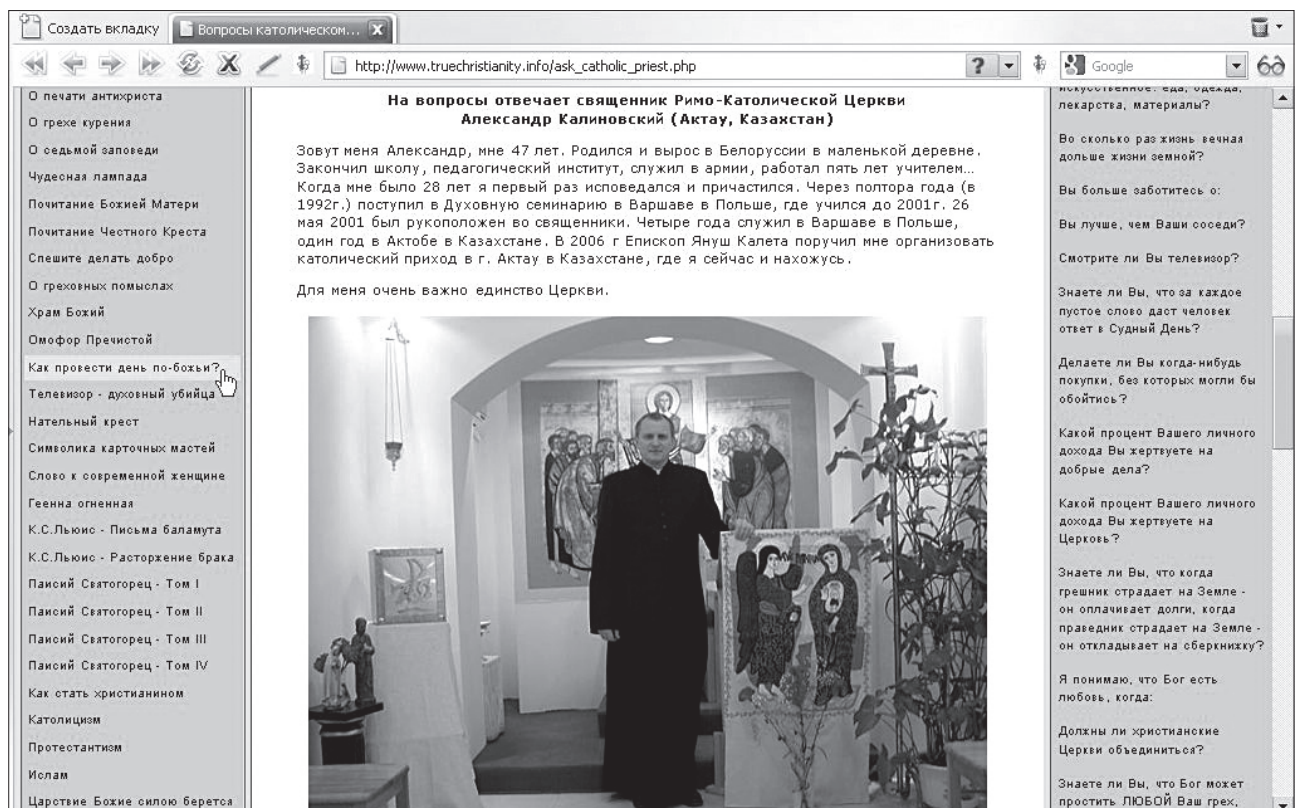 Создать вкладку
Вопросы католическом...
http://www.truechristianity.info/ask_catholic_priest.php
?
Google
О печати антихриста
О грехе курения
О седьмой заповеди
Чудесная лампада
Почитание Божией Матери
Почитание Честного Креста
Спешите делать добро
О греховных помыслах
Храм Божий
Омофор Пречистой
Как провести день по-божьи?
Телевизор - духовный убийца
Нательный крест
Символика карточных мастей
Слово к современной женщине
Геенна огненная
К.С.Льюис - Письма баламута
К.С.Льюис - Расторжение брака
Паисий Святогорец - Том I
Паисий Святогорец - Том II
Паисий Святогорец - Том III
Паисий Святогорец - Том IV
Как стать христианином
Католицизм
Протестантизм
Ислам
Царствие Божие силою берется
На вопросы отвечает священник Римо-Католической Церкви
Александр Калиновский (Актау, Казахстан)
Зовут меня Александр, мне 47 лет. Родился и вырос в Белоруссии в маленькой деревне.
Закончил школу, педагогический институт, служил в армии, работал пять лет учителем...
Когда мне было 28 лет я первый раз исповедался и причастился. Через полтора года (в
1992г.) поступил в Духовную семинарию в Варшаве в Польше, где учился до 2001г. 26
мая 2001 был рукоположен во священники. Четыре года служил в Варшаве в Польше,
один год в Актобе в Казахстане. В 2006 г Епископ Януш Калета поручил мне организовать
католический приход в г. Актау в Казахстане, где я сейчас и нахожусь.
Для меня очень важно единство Церкви.
искусственное: еда, одежда,
лекарства, материалы?
Во сколько раз жизнь вечная
дольше жизни земной?
Вы больше заботитесь о:
Вы лучше, чем Ваши соседи?
Смотрите ли Вы телевизор?
Знаете ли Вы, что за каждое
пустое слово даст человек
ответ в Судный День?
Делаете ли Вы когда-нибудь
покупки, без которых могли бы
обойтись?
Какой процент Вашего личного
дохода Вы жертвуете на
добрые дела?
Какой процент Вашего личного
дохода Вы жертвуете на
Церковь?
Знаете ли Вы, что когда
грешник страдает на Земле -
он оплачивает долги, когда
праведник страдает на Земле -
он откладывает на сберкнижку?
Я понимаю, что Бог есть
любовь, когда:
Должны ли христианские
Церкви объединиться?
Знаете ли Вы, что Бог может
простить ЛЮБОЙ Ваш грех,